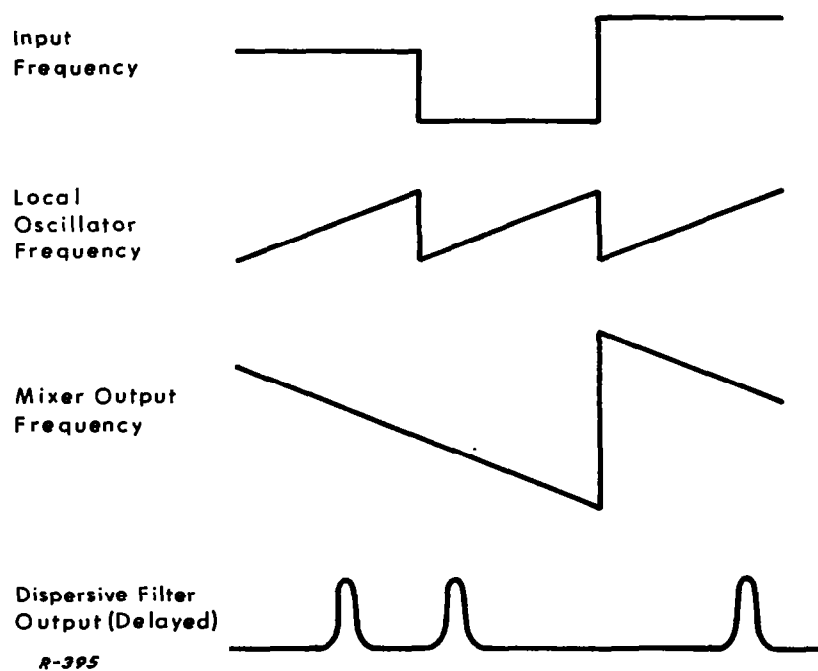 Input
Frequency
Local
Oscillator
Frequency
Mixer Output
Frequency
Dispersive Filter
Output (Delayed)
R-395